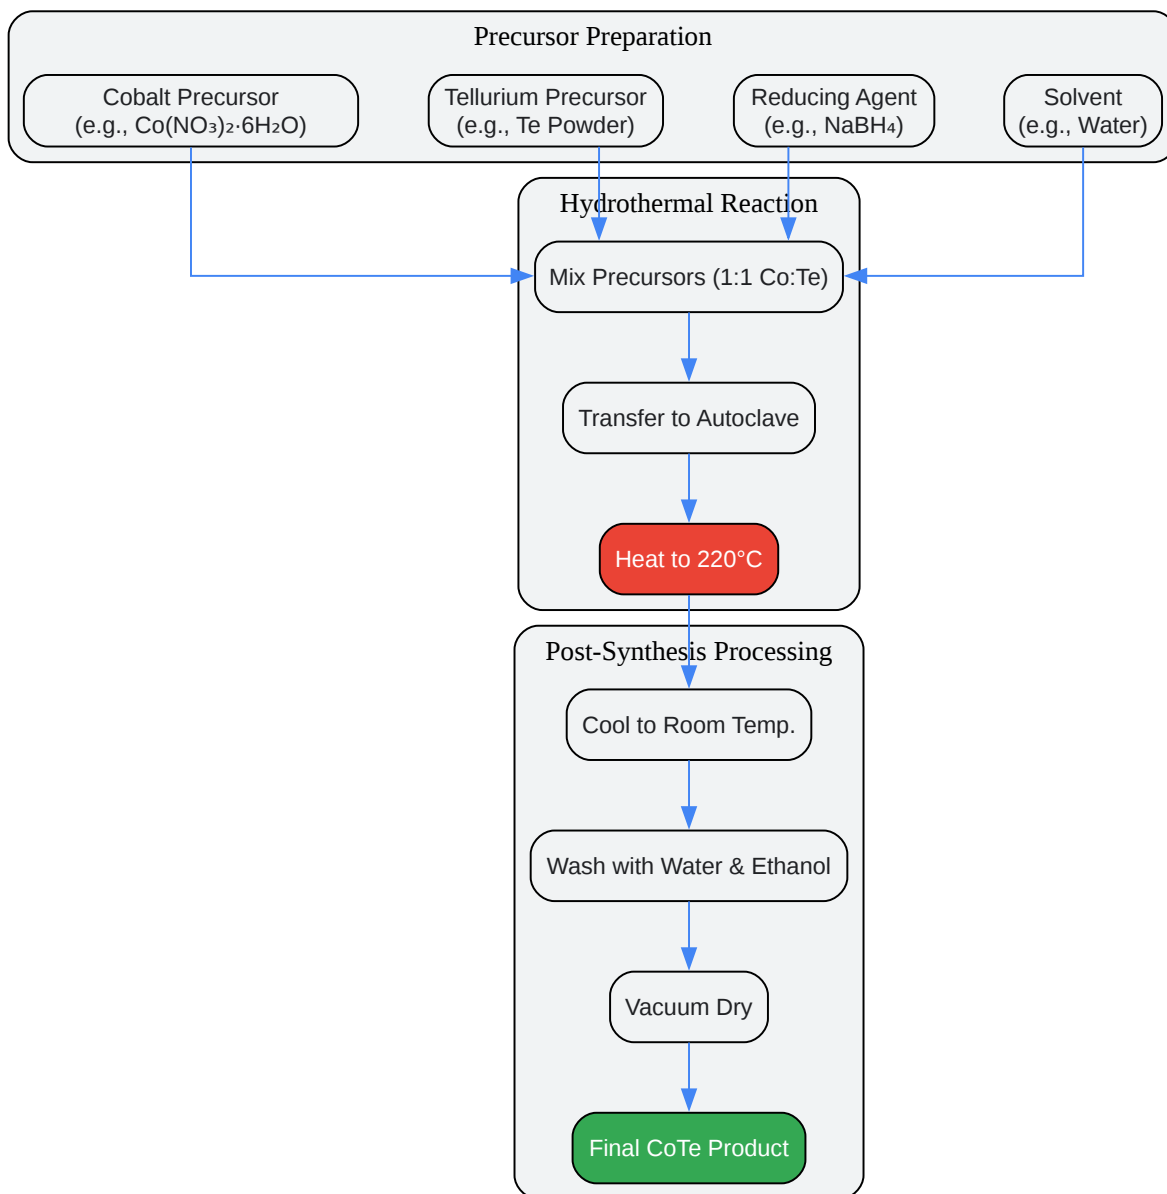 Precursor Preparation
Cobalt Precursor
(e.g., Co(NO₃)₂·6H₂O)
Tellurium Precursor
(e.g., Te Powder)
Reducing Agent
(e.g., NaBH₄)
Solvent
(e.g., Water)
Hydrothermal Reaction
Mix Precursors (1:1 Co:Te)
Transfer to Autoclave
Heat to 220°C
Post-Synthesis Processing
Cool to Room Temp.
Wash with Water & Ethanol
Vacuum Dry
Final CoTe Product